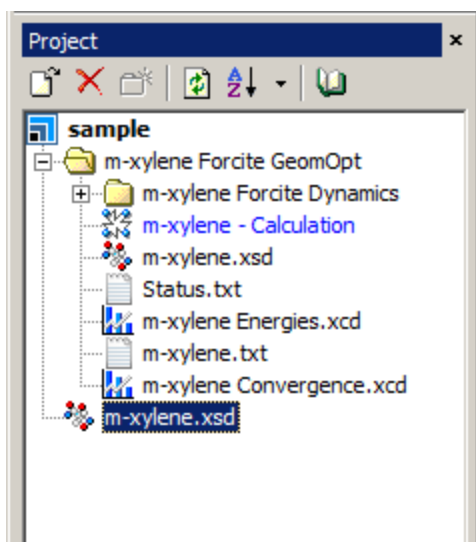 Project
sample
m-xylene Forcite GeomOpt
m-xylene Forcite Dynamics
m-xylene - Calculation
m-xylene.xsd
Status.txt
m-xylene Energies.xcd
m-xylene.txt
m-xylene Convergence.xcd
m-xylene.xsd